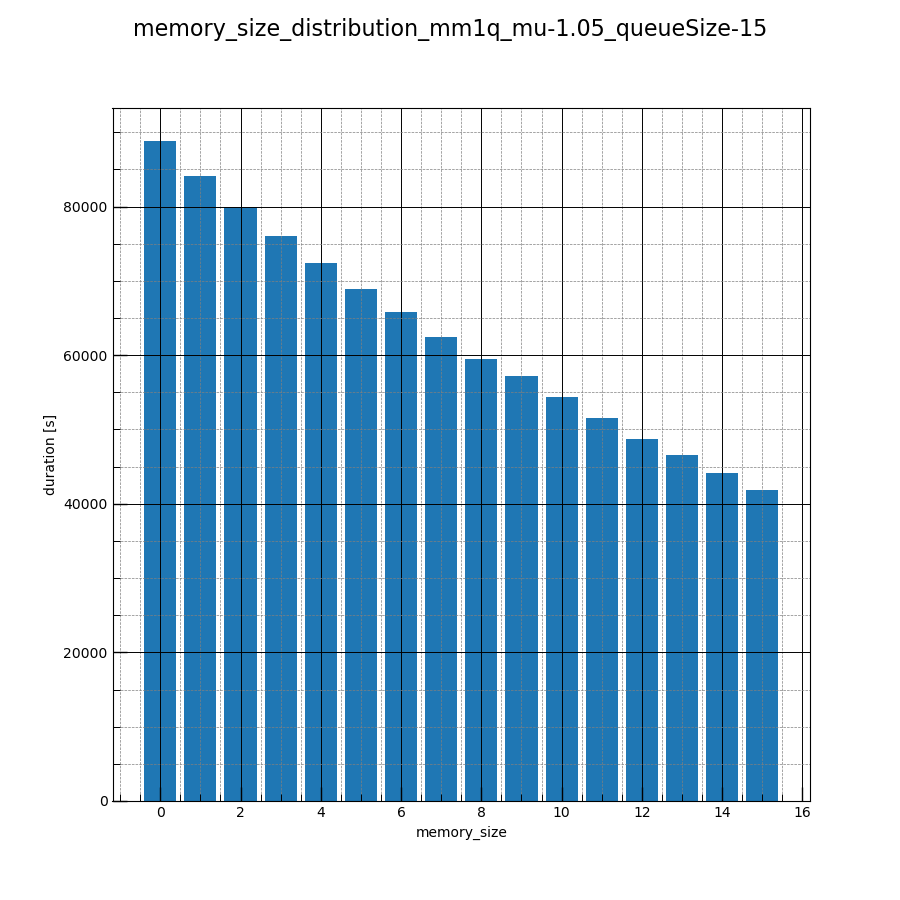 memory_size_distribution_mm1q_mu-1.05_queueSize-15
80000
60000
40000
20000
0
duration [s]
0 2 4 6 8 10 12 14 16
memory_size